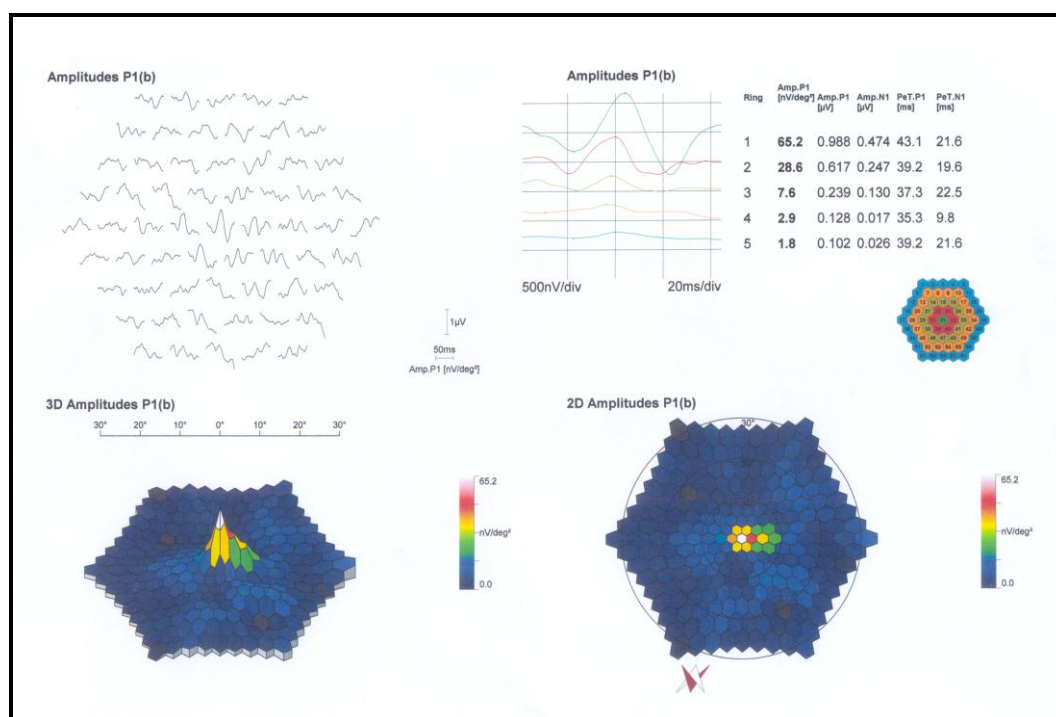 Amplitudes P1(b)
1µV
50ms
Amp.P1 [nV/deg²]
Amplitudes P1(b)
500nV/div 20ms/div
Ring Amp.P1 [nV/deg²] Amp.P1 [µV] Amp.N1 [µV] PeT.P1 [ms] PeT.N1 [ms]
1 65.2 0.988 0.474 43.1 21.6
2 28.6 0.617 0.247 39.2 19.6
3 7.6 0.239 0.130 37.3 22.5
4 2.9 0.128 0.017 35.3 9.8
5 1.8 0.102 0.026 39.2 21.6
3D Amplitudes P1(b)
30° 20° 10° 0° 10° 20° 30°
65.2
nV/deg²
0.0
2D Amplitudes P1(b)
30°
65.2
nV/deg²
0.0